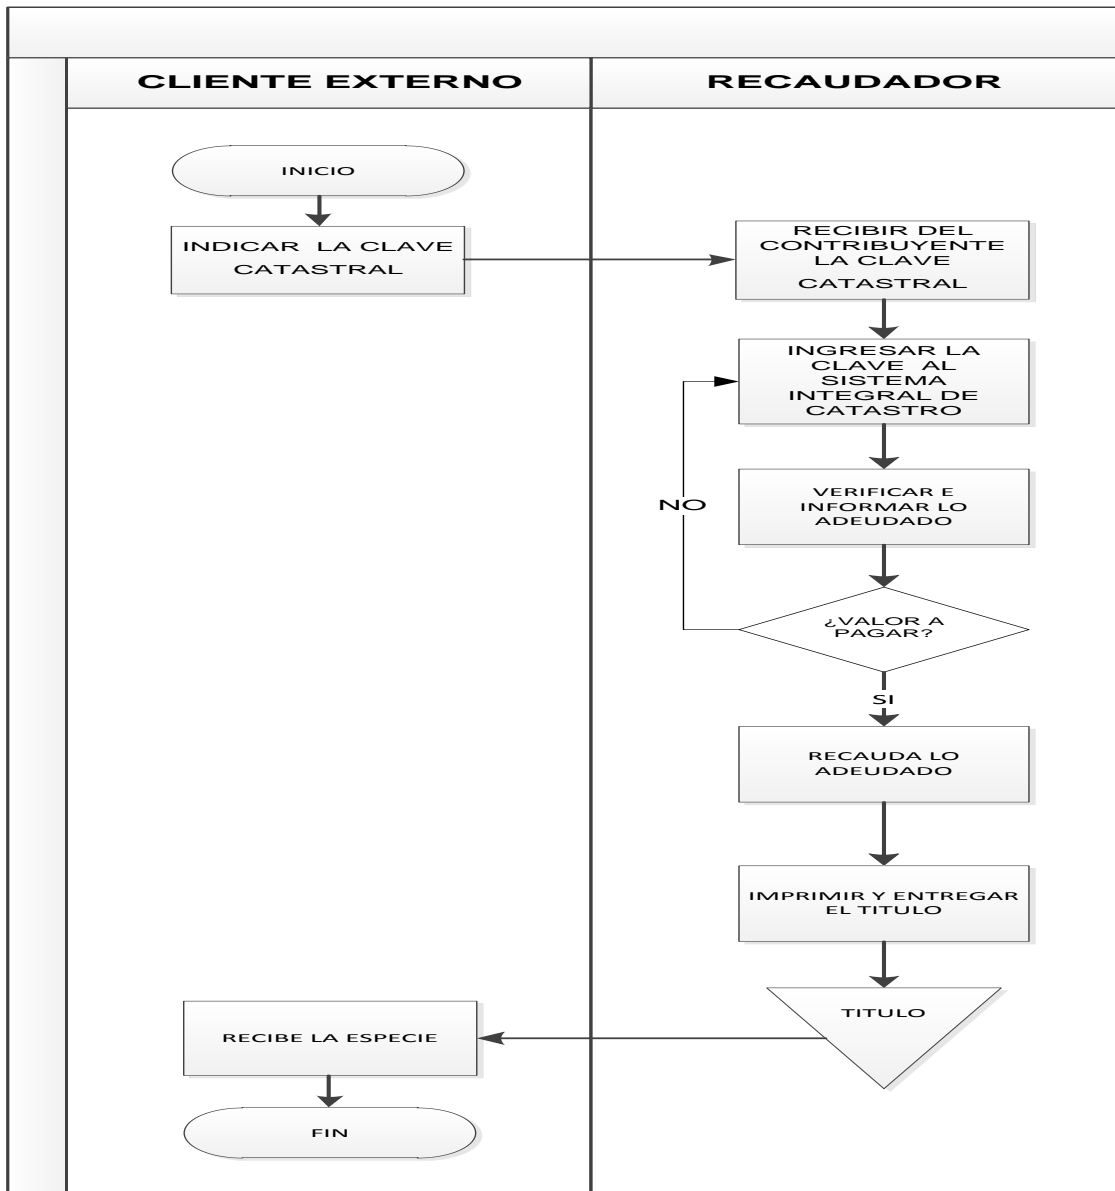 CLIENTE EXTERNO
RECAUDADOR
INICIO
INDICAR LA CLAVE
CATASTRAL
RECIBIR DEL
CONTRIBUYENTE
LA CLAVE
CATASTRAL
INGRESAR LA
CLAVE AL
SISTEMA
INTEGRAL DE
CATASTRO
VERIFICAR E
INFORMAR LO
ADEUDADO
NO
¿VALOR A
PAGAR?
SI
RECAUDA LO
ADEUDADO
IMPRIMIR Y ENTREGAR
EL TITULO
TITULO
RECIBE LA ESPECIE
FIN